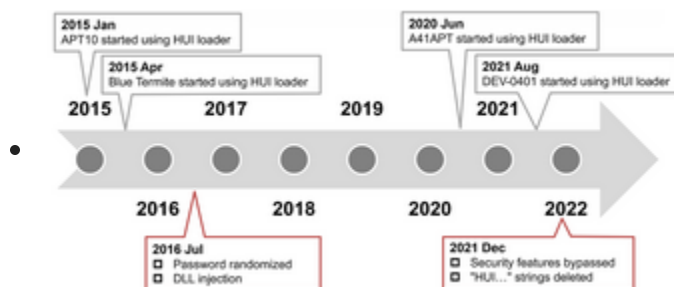 2015 Jan
APT10 started using HUI loader
2015 Apr
Blue Termite started using HUI loader
2020 Jun
A41APT started using HUI loader
2021 Aug
DEV-0401 started using HUI loader
2015
2017
2019
2021
2016
2018
2020
2022
2016 Jul
Password randomized
DLL injection
2021 Dec
Security features bypassed
"HUI..." strings deleted